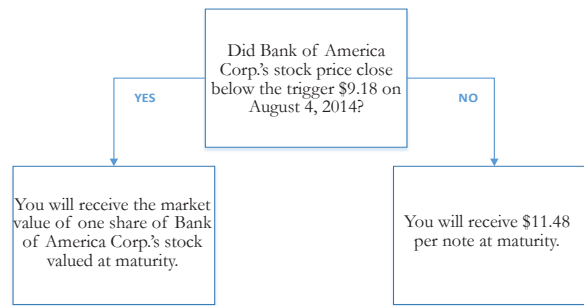 Did Bank of America
Corp.'s stock price close
below the trigger $9.18 on
August 4, 2014?
YES
NO
You will receive the market
value of one share of Bank
of America Corp.'s stock
valued at maturity.
You will receive $11.48
per note at maturity.